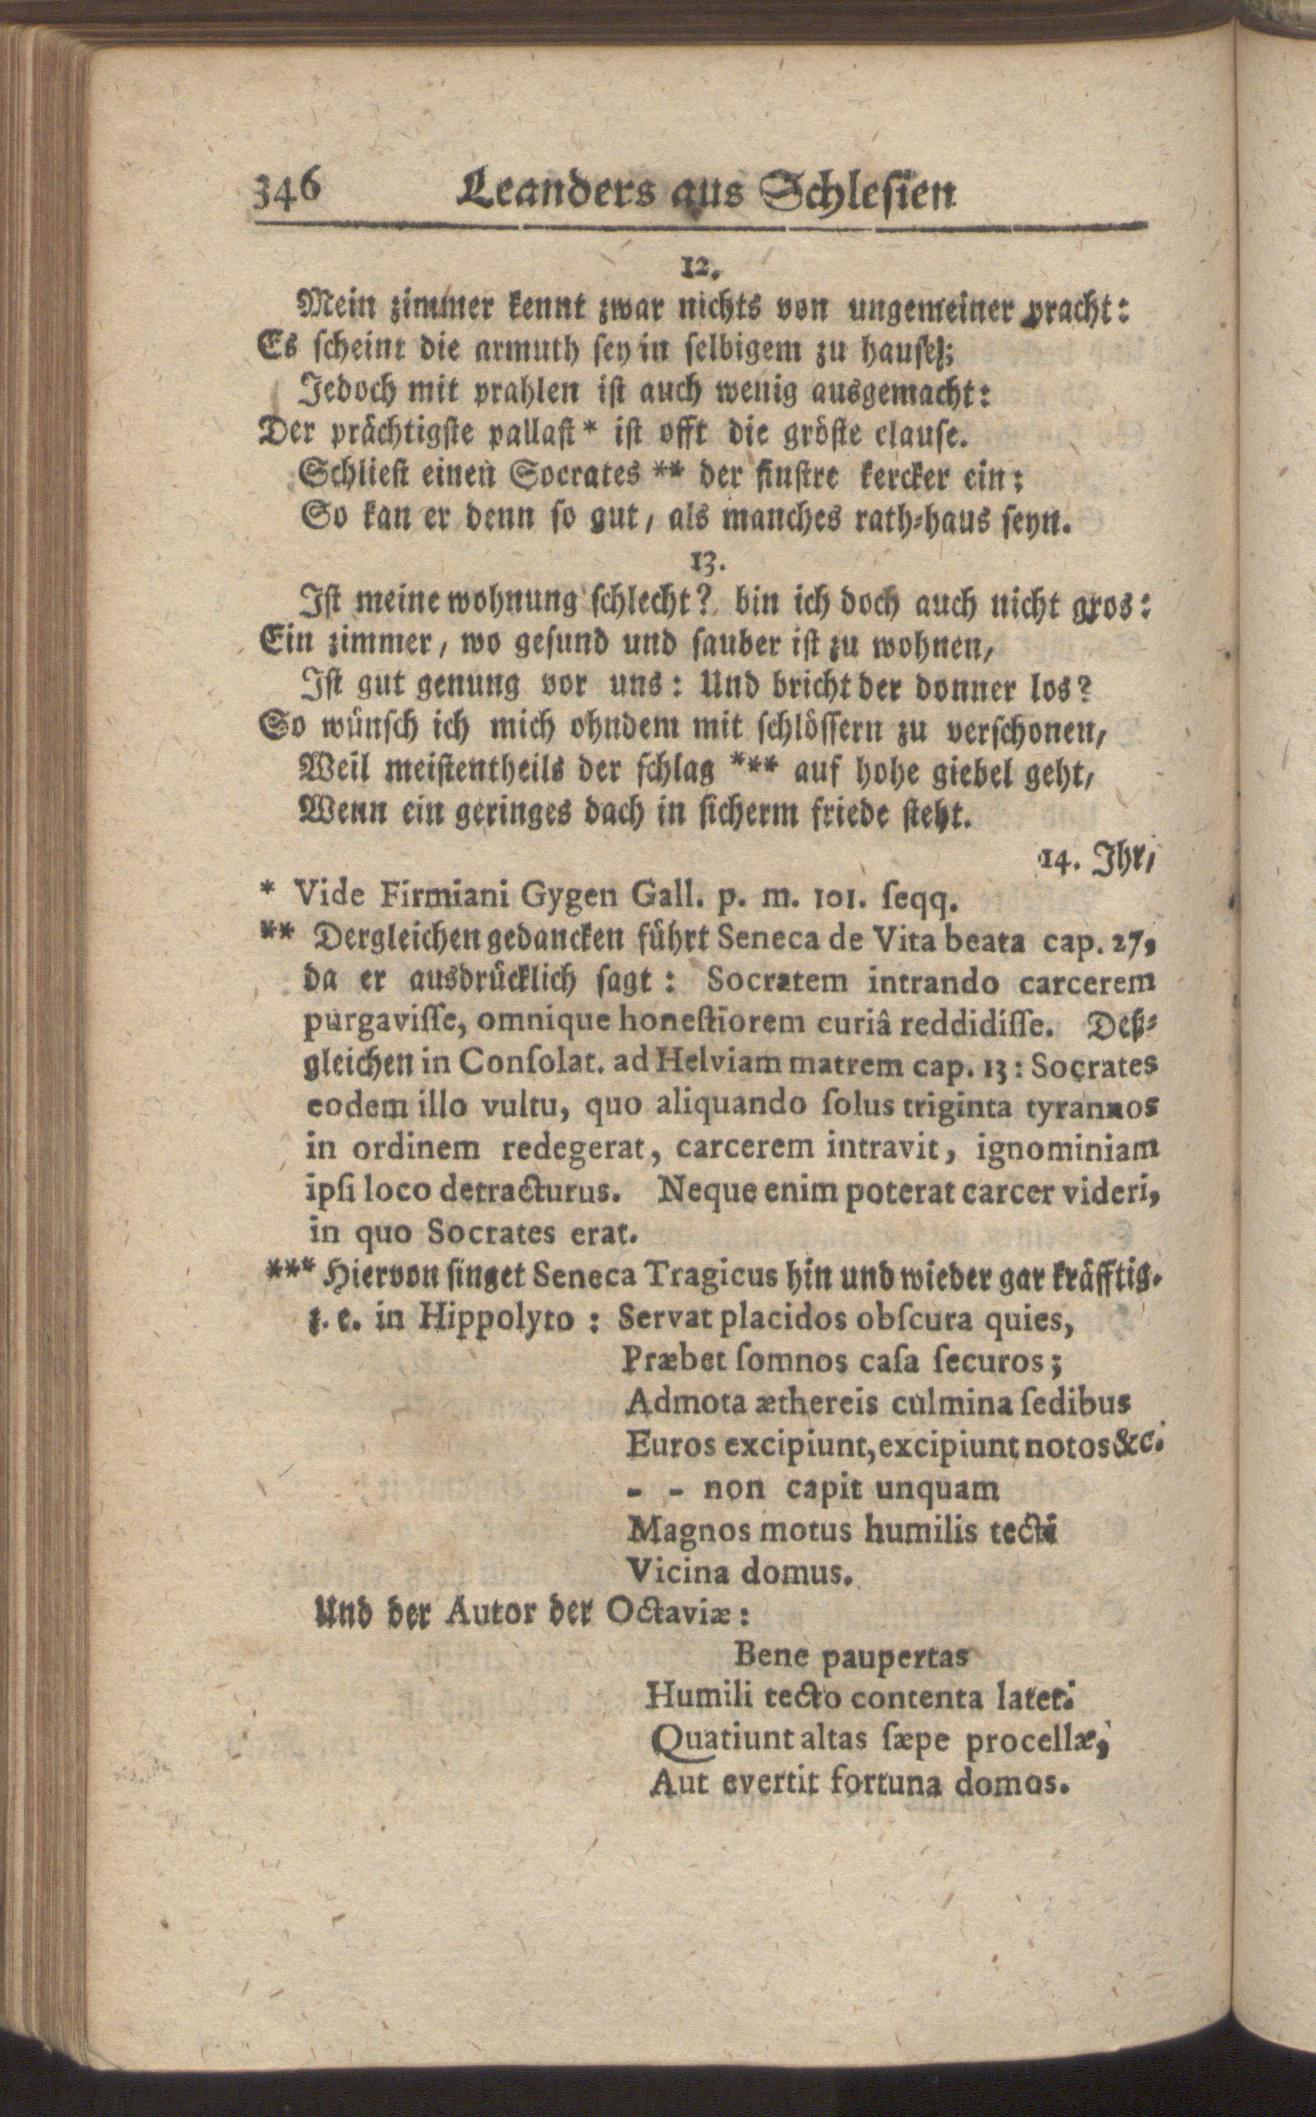 346 Leanders aus Schlesien
12.
Mein zimmer kennt zwar nichts von ungemeiner pracht:
Es scheint die armuth sey in selbigem zu hause;
Jedoch mit prahlen ist auch wenig ausgemacht:
Der prächtigste pallast* ist offt die gröste clause.
Schliest einen Socrates ** der finstre kercker ein;
So kan er denn so gut, als manches rath-haus seyn.
13.
Ist meine wohnung schlecht? bin ich doch auch nicht gros:
Ein zimmer, wo gesund und sauber ist zu wohnen,
Ist gut genung vor uns: Und bricht der donner los?
So wünsch ich mich ohndem mit schlössern zu verschonen,
Weil meistentheils der schlag *** auf hohe giebel geht,
Wenn ein geringes dach in sicherm friede steht.
14. Ihr,
* Vide Firmiani Gygen Gall. p. m. 101. ſeqq.
** Dergleichen gedancken führt Seneca de Vita beata cap. 27,
da er ausdrücklich sagt: Socratem intrando carcerem
purgaviſſe, omnique honeſtiorem curiâ reddidiſſe. Deß-
gleichen in Conſolat. ad Helviam matrem cap. 13: Socrates
eodem illo vultu, quo aliquando ſolus triginta tyrannos
in ordinem redegerat, carcerem intravit, ignominiam
ipſi loco detracturus. Neque enim poterat carcer videri,
in quo Socrates erat.
*** Hiervon singet Seneca Tragicus hin und wieder gar kräfftig.
z. e. in Hippolyto: Servat placidos obſcura quies,
Præbet ſomnos caſa ſecuros;
Admota æthereis culmina ſedibus
Euros excipiunt, excipiunt notos &c.
- - non capit unquam
Magnos motus humilis tecti
Vicina domus.
Und der Autor der Octaviæ:
Bene paupertas
Humili tecto contenta latet:
Quatiunt altas ſæpe procellæ,
Aut evertit fortuna domos.